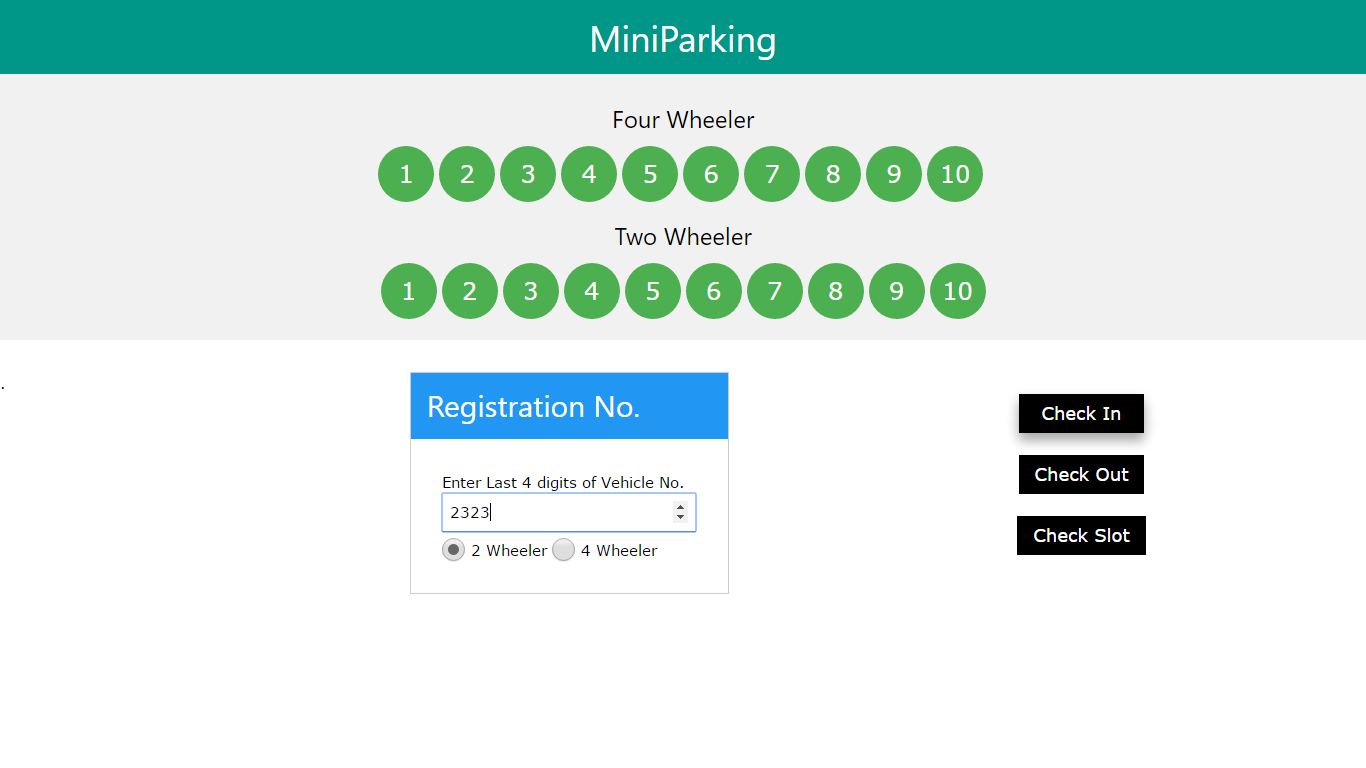 MiniParking
Four Wheeler
1 2 3 4 5 6 7 8 9 10
Two Wheeler
1 2 3 4 5 6 7 8 9 10
.
Registration No.
Enter Last 4 digits of Vehicle No.
2323
2 Wheeler 4 Wheeler
Check In
Check Out
Check Slot